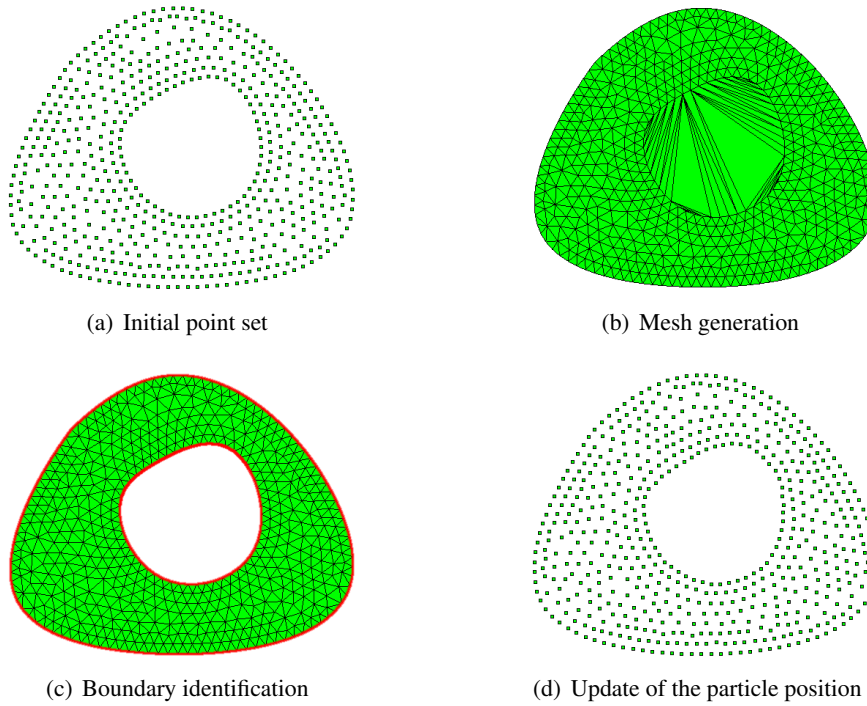 (a) Initial point set
(b) Mesh generation
(c) Boundary identification
(d) Update of the particle position